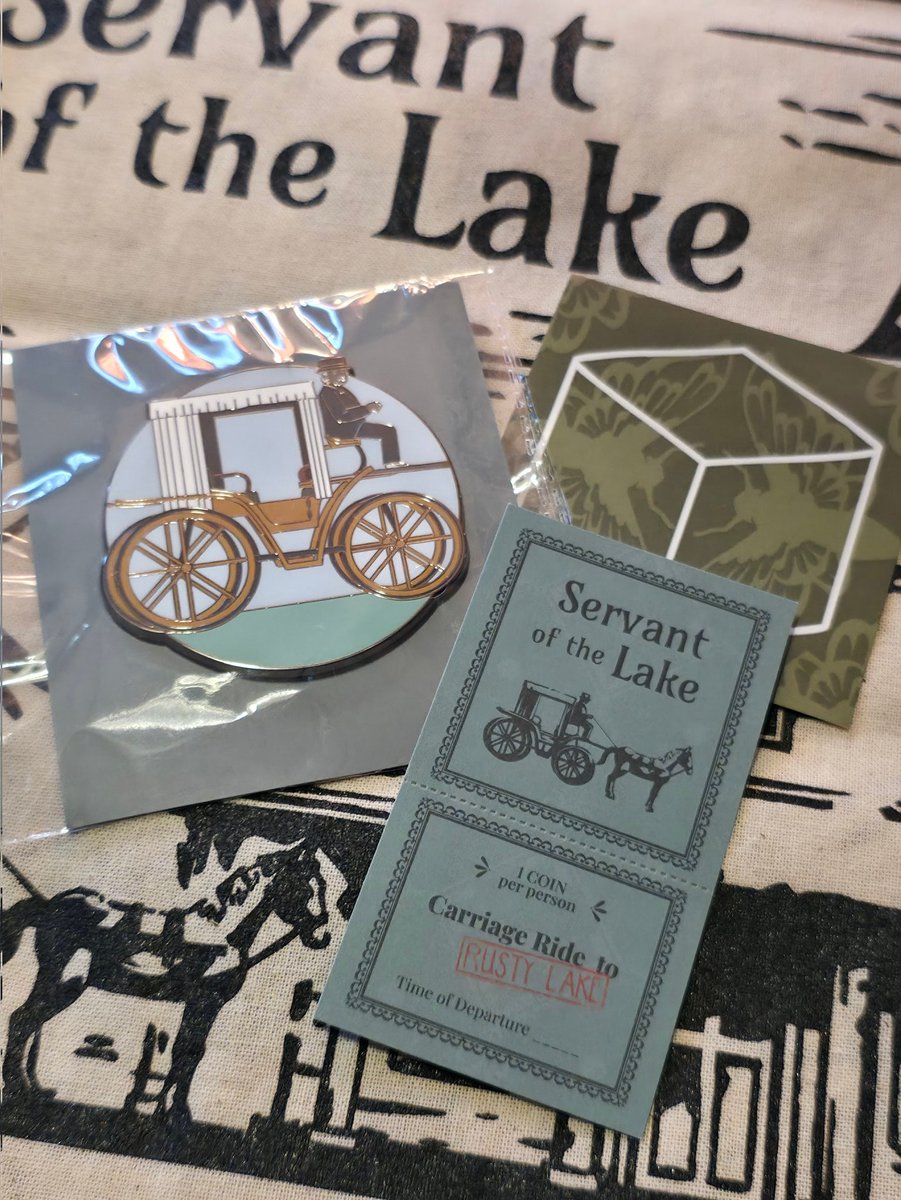 Servant
of the Lake
Servant
of the Lake
1 COIN
per person
Carriage Ride to
RUSTY LAKE
Time of Departure